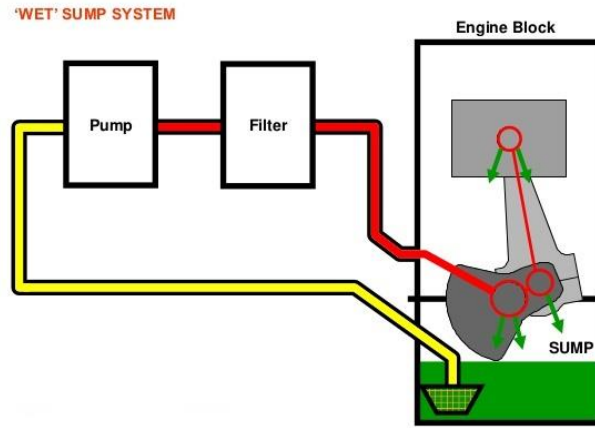 ‘WET’ SUMP SYSTEM
Engine Block
Pump
Filter
SUMP